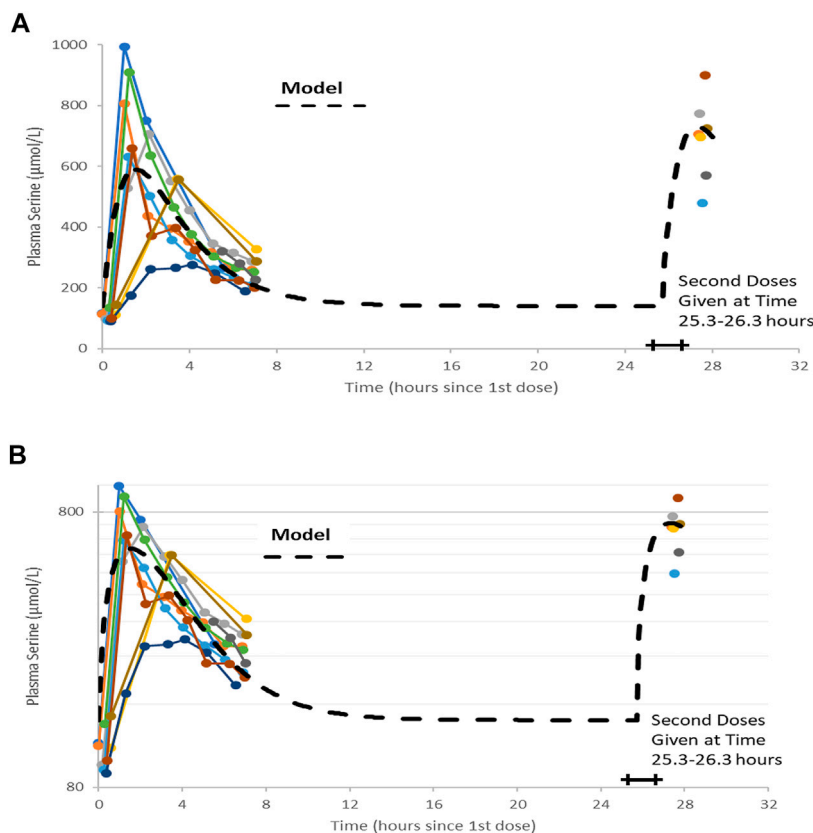 A
1000
800
600
400
200
0
Plasma Serine (µmol/L)
Model
Second Doses
Given at Time
25.3-26.3 hours
0 4 8 12 16 20 24 28 32
Time (hours since 1st dose)
B
800
80
Plasma Serine (µmol/L)
Model
Second Doses
Given at Time
25.3-26.3 hours
0 4 8 12 16 20 24 28 32
Time (hours since 1st dose)